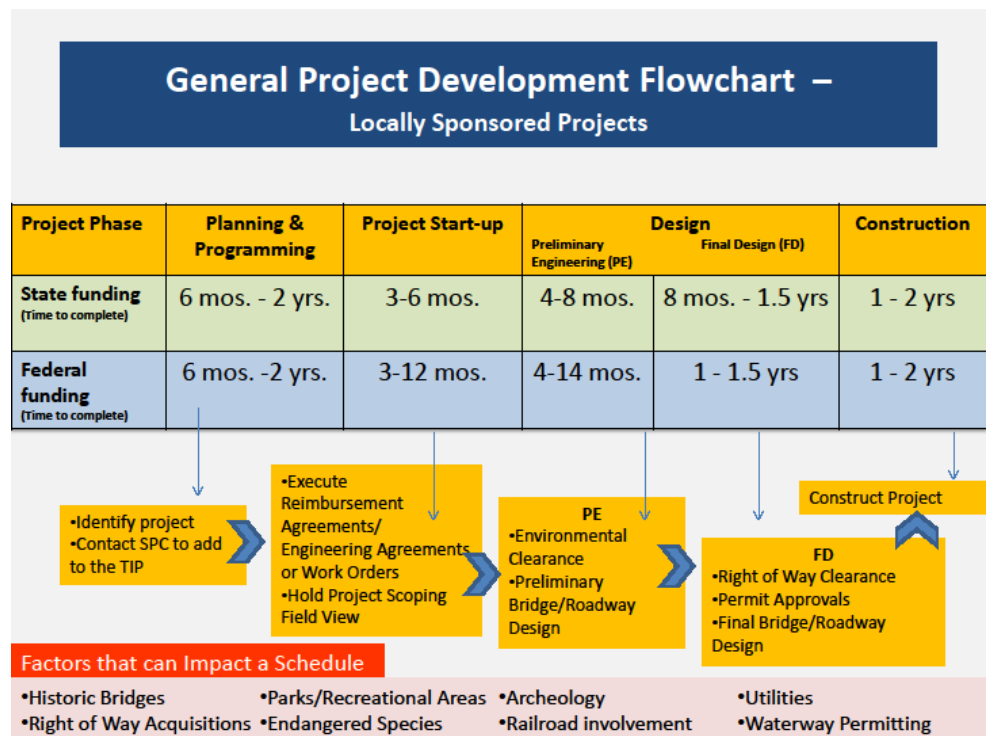 General Project Development Flowchart –
Locally Sponsored Projects
Project Phase
Planning &
Programming
Project Start-up
Design
Preliminary
Engineering (PE)
Final Design (FD)
Construction
State funding
(Time to complete)
6 mos. - 2 yrs.
3-6 mos.
4-8 mos.
8 mos. - 1.5 yrs
1 - 2 yrs
Federal
funding
(Time to complete)
6 mos. -2 yrs.
3-12 mos.
4-14 mos.
1 - 1.5 yrs
1 - 2 yrs
•Identify project
•Contact SPC to add
to the TIP
•Execute
Reimbursement
Agreements/
Engineering Agreements
or Work Orders
•Hold Project Scoping
Field View
PE
•Environmental
Clearance
•Preliminary
Bridge/Roadway
Design
FD
•Right of Way Clearance
•Permit Approvals
•Final Bridge/Roadway
Design
Construct Project
Factors that can Impact a Schedule
•Historic Bridges
•Right of Way Acquisitions
•Parks/Recreational Areas
•Endangered Species
•Archeology
•Railroad involvement
•Utilities
•Waterway Permitting